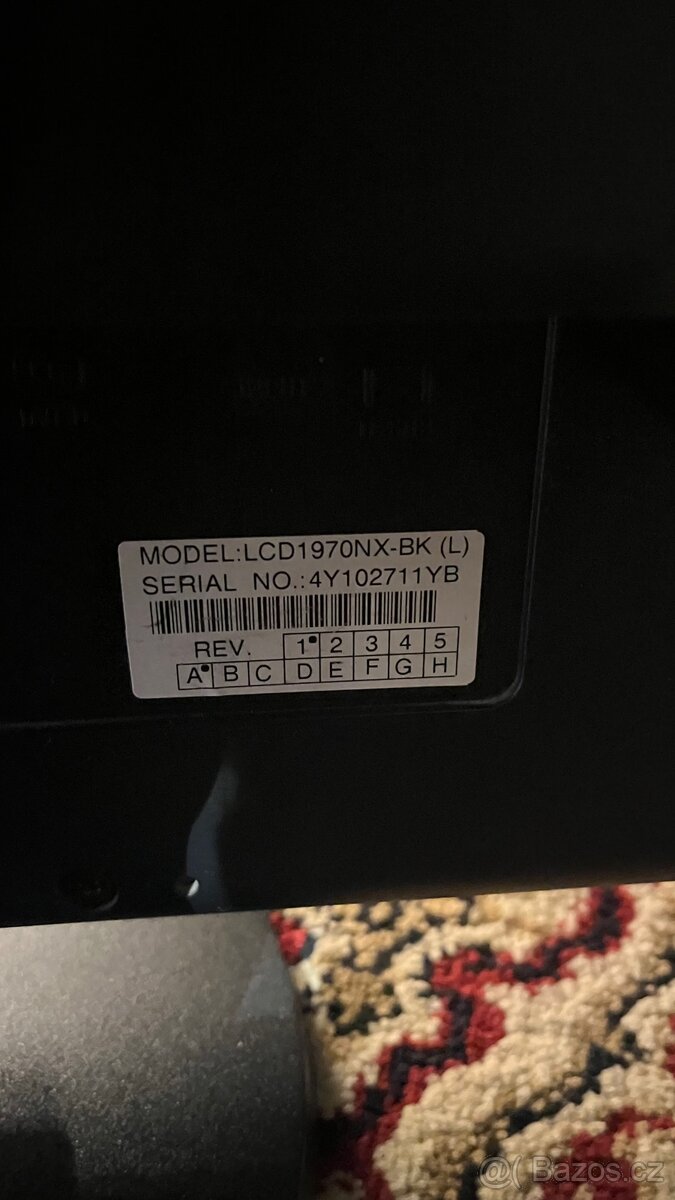 MODEL:LCD1970NX-BK (L)
SERIAL NO.:4Y102711YB
REV. 1 2 3 4 5
A B C D E F G H
@( Bazos.cz